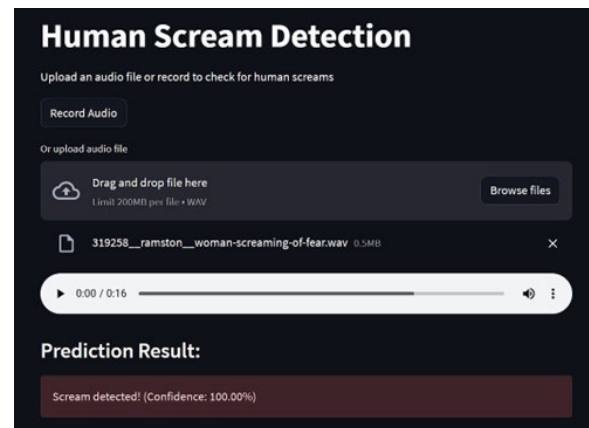 Human Scream Detection
Upload an audio file or record to check for human screams
Record Audio
Or upload audio file
Drag and drop file here
Limit 200MB per file • WAV
Browse files
319258__ramston__woman-screaming-of-fear.wav 0.5MB
0:00 / 0:16
Prediction Result:
Scream detected! (Confidence: 100.00%)